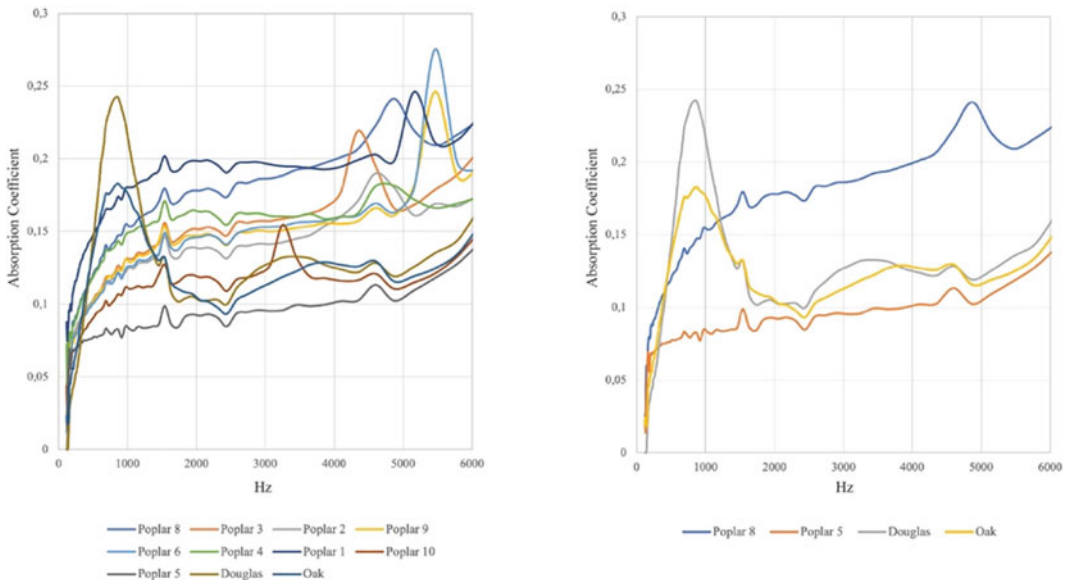 0,3
0,25
0,2
0,15
0,1
0,05
0
Absorption Coefficient
0 1000 2000 3000 4000 5000 6000
Hz
Poplar 8 Poplar 3 Poplar 2 Poplar 9
Poplar 6 Poplar 4 Poplar 1 Poplar 10
Poplar 5 Douglas Oak
0,3
0,25
0,2
0,15
0,1
0,05
0
Absorption Coefficient
0 1000 2000 3000 4000 5000 6000
Hz
Poplar 8 Poplar 5 Douglas Oak